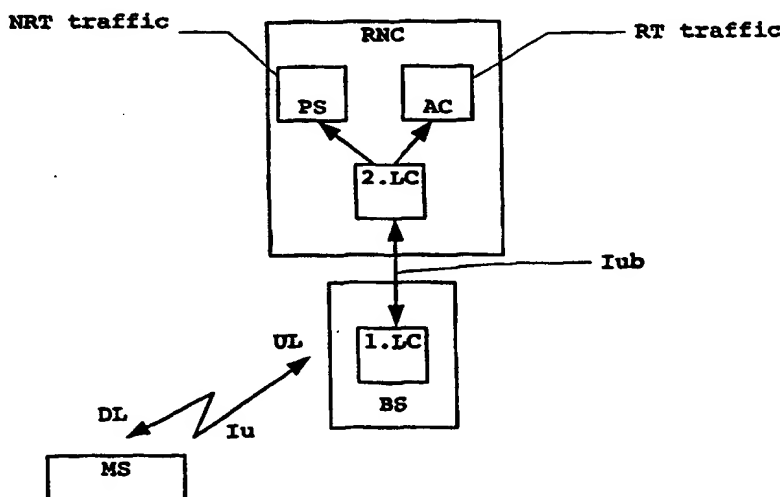 NRT traffic
RNC
RT traffic
PS
AC
2.LC
Iub
1.LC
UL
BS
DL
Iu
MS